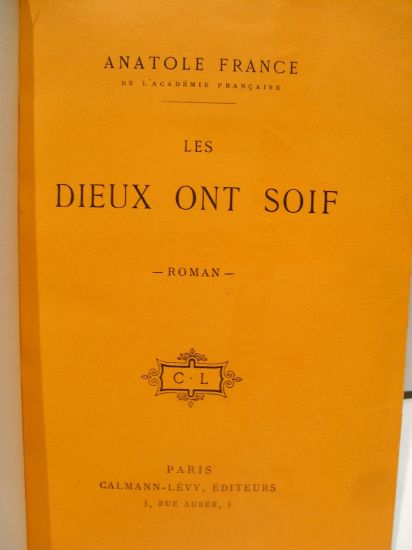 ANATOLE FRANCE
DE L'ACADÉMIE FRANÇAISE
LES
DIEUX ONT SOIF
— ROMAN —
C · L
PARIS
CALMANN-LÉVY, ÉDITEURS
3, RUE AUBER, 3